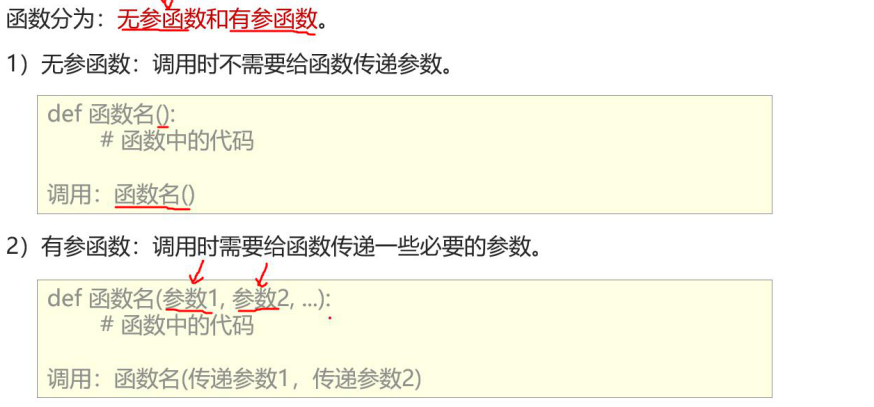 函数分为：无参函数和有参函数。
1）无参函数：调用时不需要给函数传递参数。
def 函数名():
# 函数中的代码
调用：函数名()
2）有参函数：调用时需要给函数传递一些必要的参数。
def 函数名(参数1, 参数2, ...):
# 函数中的代码
调用：函数名(传递参数1，传递参数2)